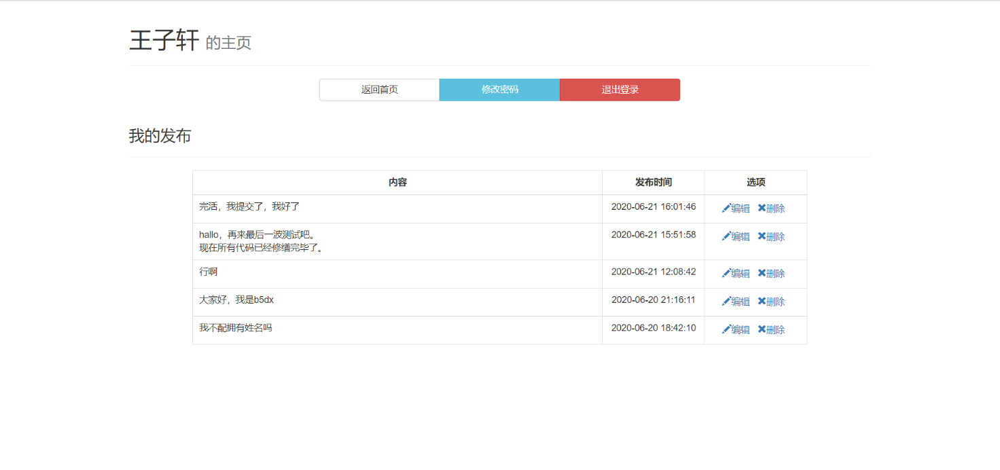 王子轩 的主页
返回首页 修改密码 退出登录
我的发布
内容 发布时间 选项
完活，我提交了，我好了 2020-06-21 16:01:46 编辑 删除
hallo，再来最后一波测试吧。 2020-06-21 15:51:58 编辑 删除
现在所有代码已经修缮完毕了。
行啊 2020-06-21 12:08:42 编辑 删除
大家好，我是b5dx 2020-06-20 21:16:11 编辑 删除
我不配拥有姓名吗 2020-06-20 18:42:10 编辑 删除